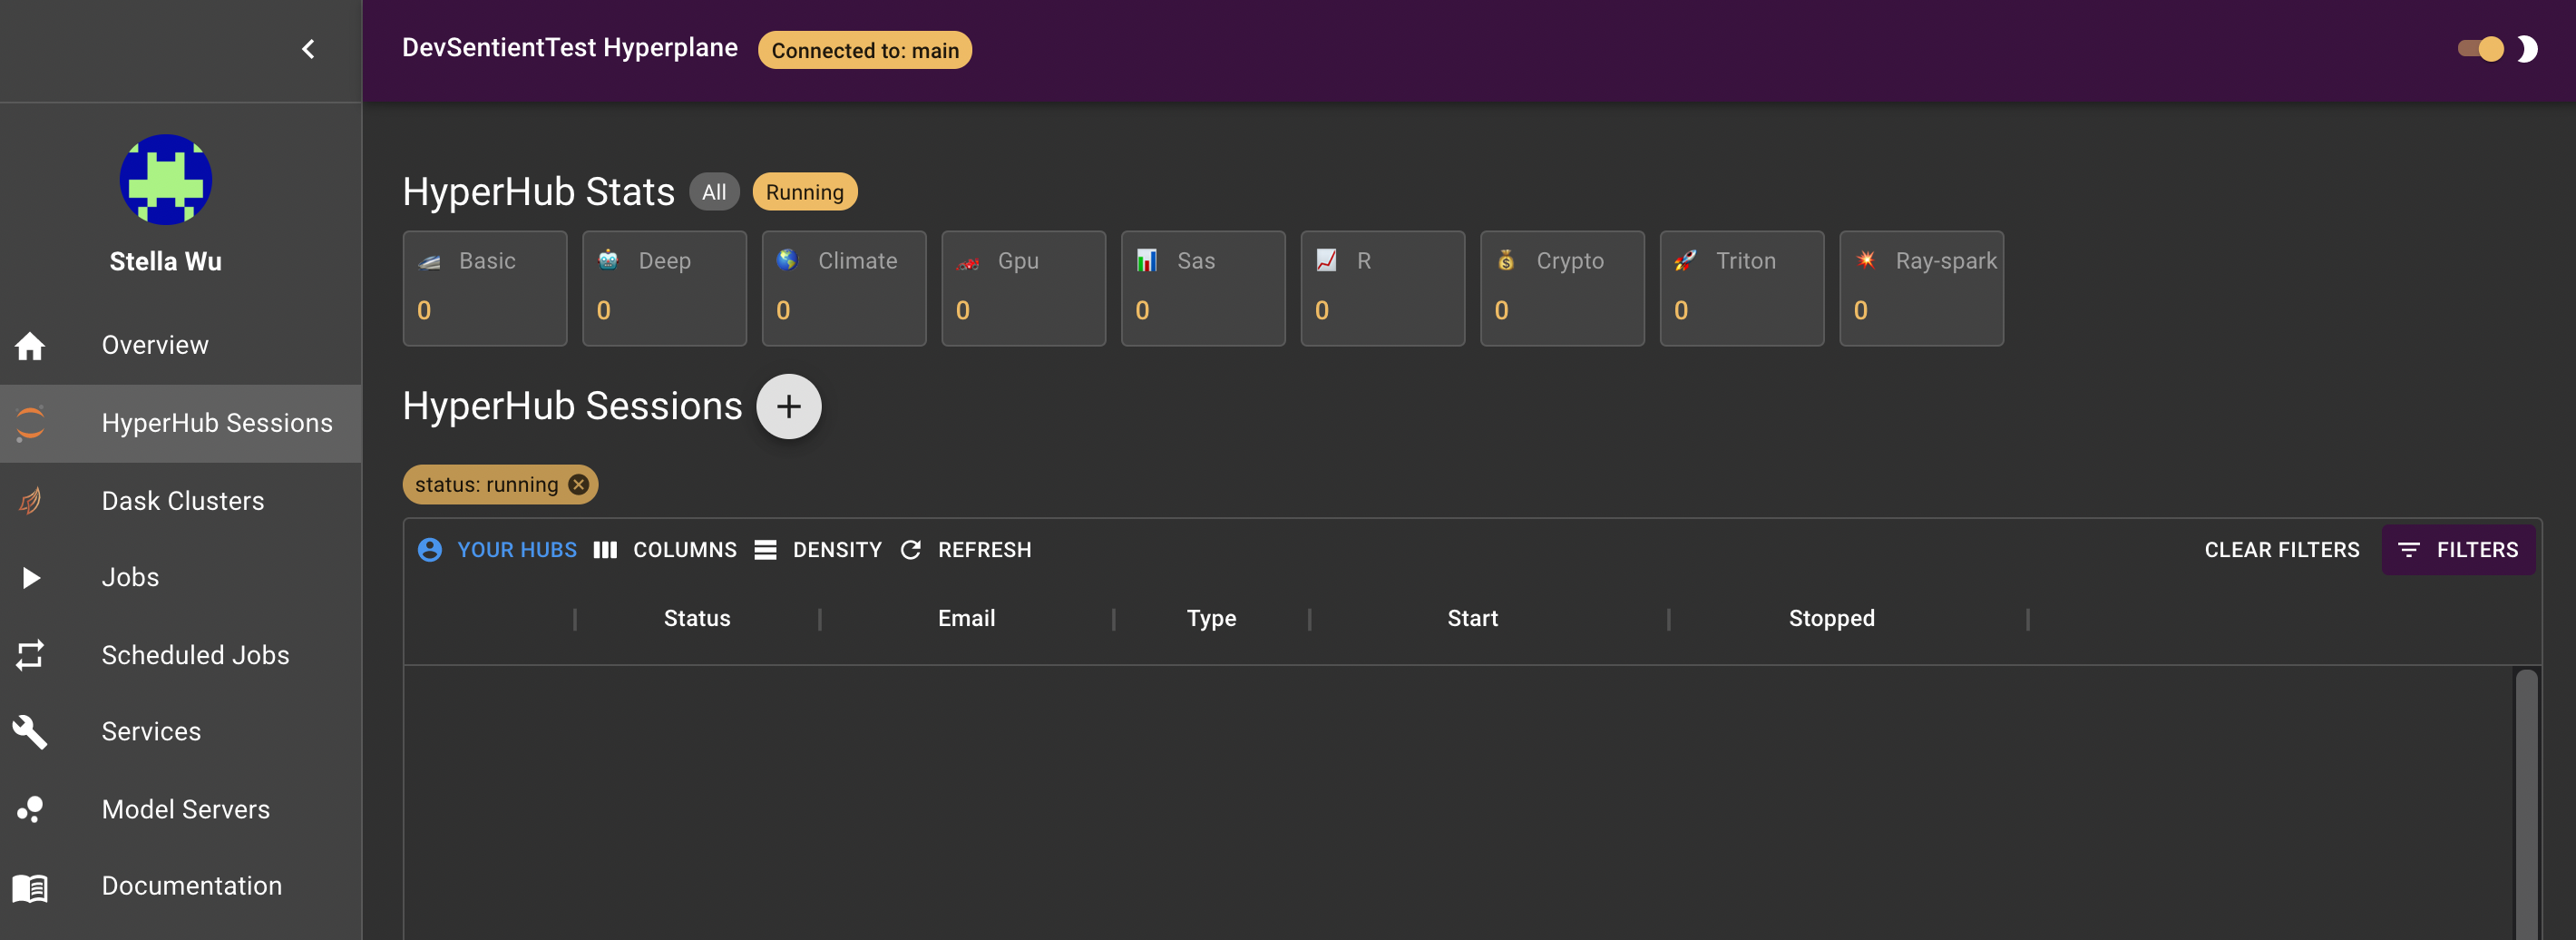 DevSentientTest Hyperplane Connected to: main
Stella Wu
Overview
HyperHub Sessions
Dask Clusters
Jobs
Scheduled Jobs
Services
Model Servers
Documentation
HyperHub Stats All Running
Basic Deep Climate Gpu Sas R Crypto Triton Ray-spark
0 0 0 0 0 0 0 0 0
HyperHub Sessions +
status: running
YOUR HUBS COLUMNS DENSITY REFRESH CLEAR FILTERS FILTERS
Status Email Type Start Stopped